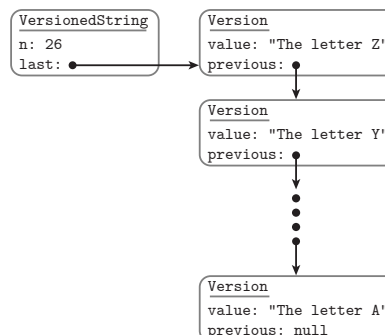 VersionedString
n: 26
last:
Version
value: "The letter Z"
previous:
Version
value: "The letter Y"
previous:
Version
value: "The letter A"
previous: null